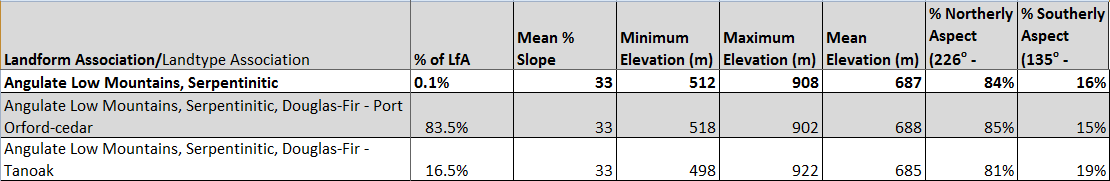 Landform Association/Landtype Association % of LfA Mean % Slope Minimum Elevation (m) Maximum Elevation (m) Mean Elevation (m) % Northerly Aspect (226° - % Southerly Aspect (135° -
Angulate Low Mountains, Serpentinitic 0.1% 33 512 908 687 84% 16%
Angulate Low Mountains, Serpentinitic, Douglas-Fir - Port
Orford-cedar 83.5% 33 518 902 688 85% 15%
Angulate Low Mountains, Serpentinitic, Douglas-Fir -
Tanoak 16.5% 33 498 922 685 81% 19%